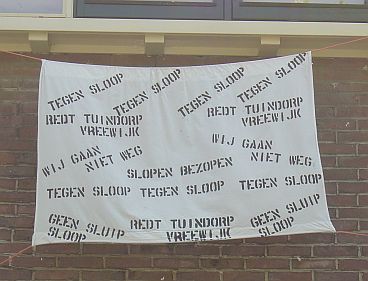 TEGEN SLOOP
TEGEN SLOOP
TEGEN SLOOP
TEGEN SLOOP
REDT TUINDORP
VREEWIJK
REDT TUINDORP
VREEWIJK
WIJ GAAN
NIET WEG
WIJ GAAN
NIET WEG
SLOPEN BEZOPEN
TEGEN SLOOP
TEGEN SLOOP
TEGEN SLOOP
GEEN SLUIP
SLOOP
REDT TUINDORP
VREEWIJK
GEEN SLUIP
SLOOP